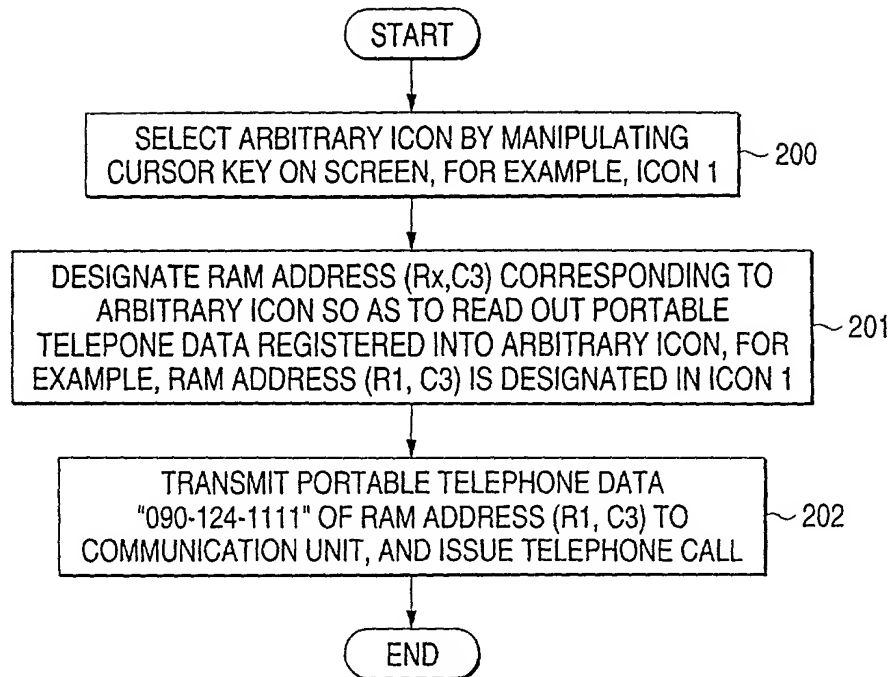 START
SELECT ARBITRARY ICON BY MANIPULATING
CURSOR KEY ON SCREEN, FOR EXAMPLE, ICON 1
200
DESIGNATE RAM ADDRESS (Rx,C3) CORRESPONDING TO
ARBITRARY ICON SO AS TO READ OUT PORTABLE
TELEPONE DATA REGISTERED INTO ARBITRARY ICON, FOR
EXAMPLE, RAM ADDRESS (R1, C3) IS DESIGNATED IN ICON 1
201
TRANSMIT PORTABLE TELEPHONE DATA
"090-124-1111" OF RAM ADDRESS (R1, C3) TO
COMMUNICATION UNIT, AND ISSUE TELEPHONE CALL
202
END